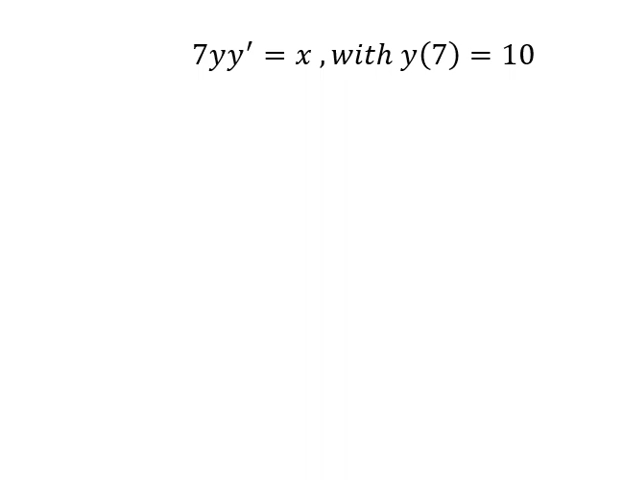 7yy′ = x , with y(7) = 10